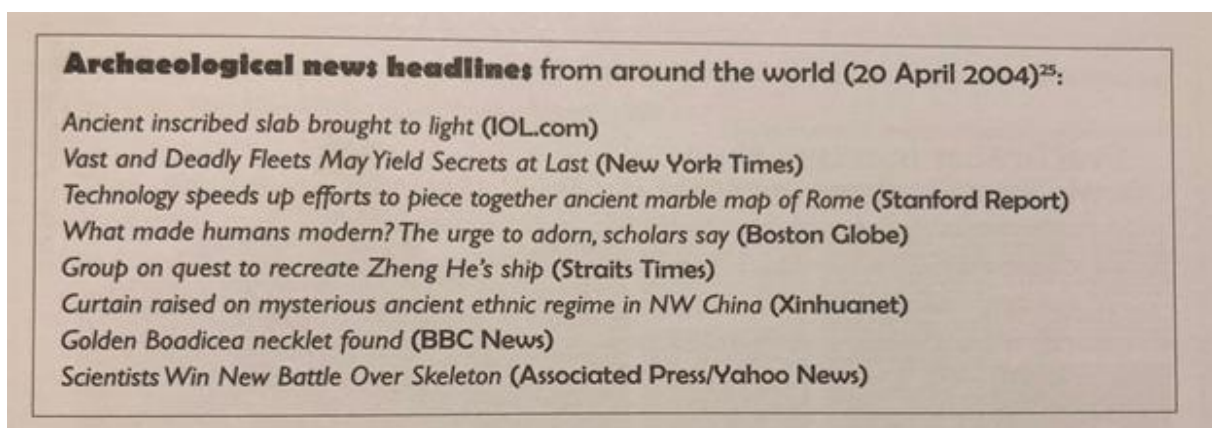 Archaeological news headlines from around the world (20 April 2004)25:
Ancient inscribed slab brought to light (IOL.com)
Vast and Deadly Fleets May Yield Secrets at Last (New York Times)
Technology speeds up efforts to piece together ancient marble map of Rome (Stanford Report)
What made humans modern? The urge to adorn, scholars say (Boston Globe)
Group on quest to recreate Zheng He's ship (Straits Times)
Curtain raised on mysterious ancient ethnic regime in NW China (Xinhuanet)
Golden Boadicea necklet found (BBC News)
Scientists Win New Battle Over Skeleton (Associated Press/Yahoo News)